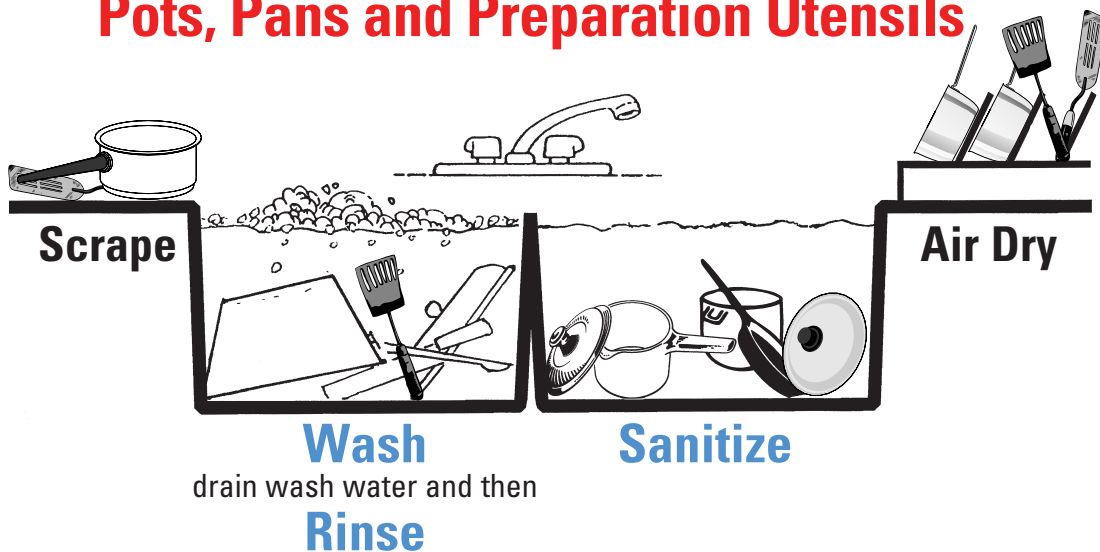 Pots, Pans and Preparation Utensils
Scrape
Air Dry
Wash
Sanitize
drain wash water and then
Rinse